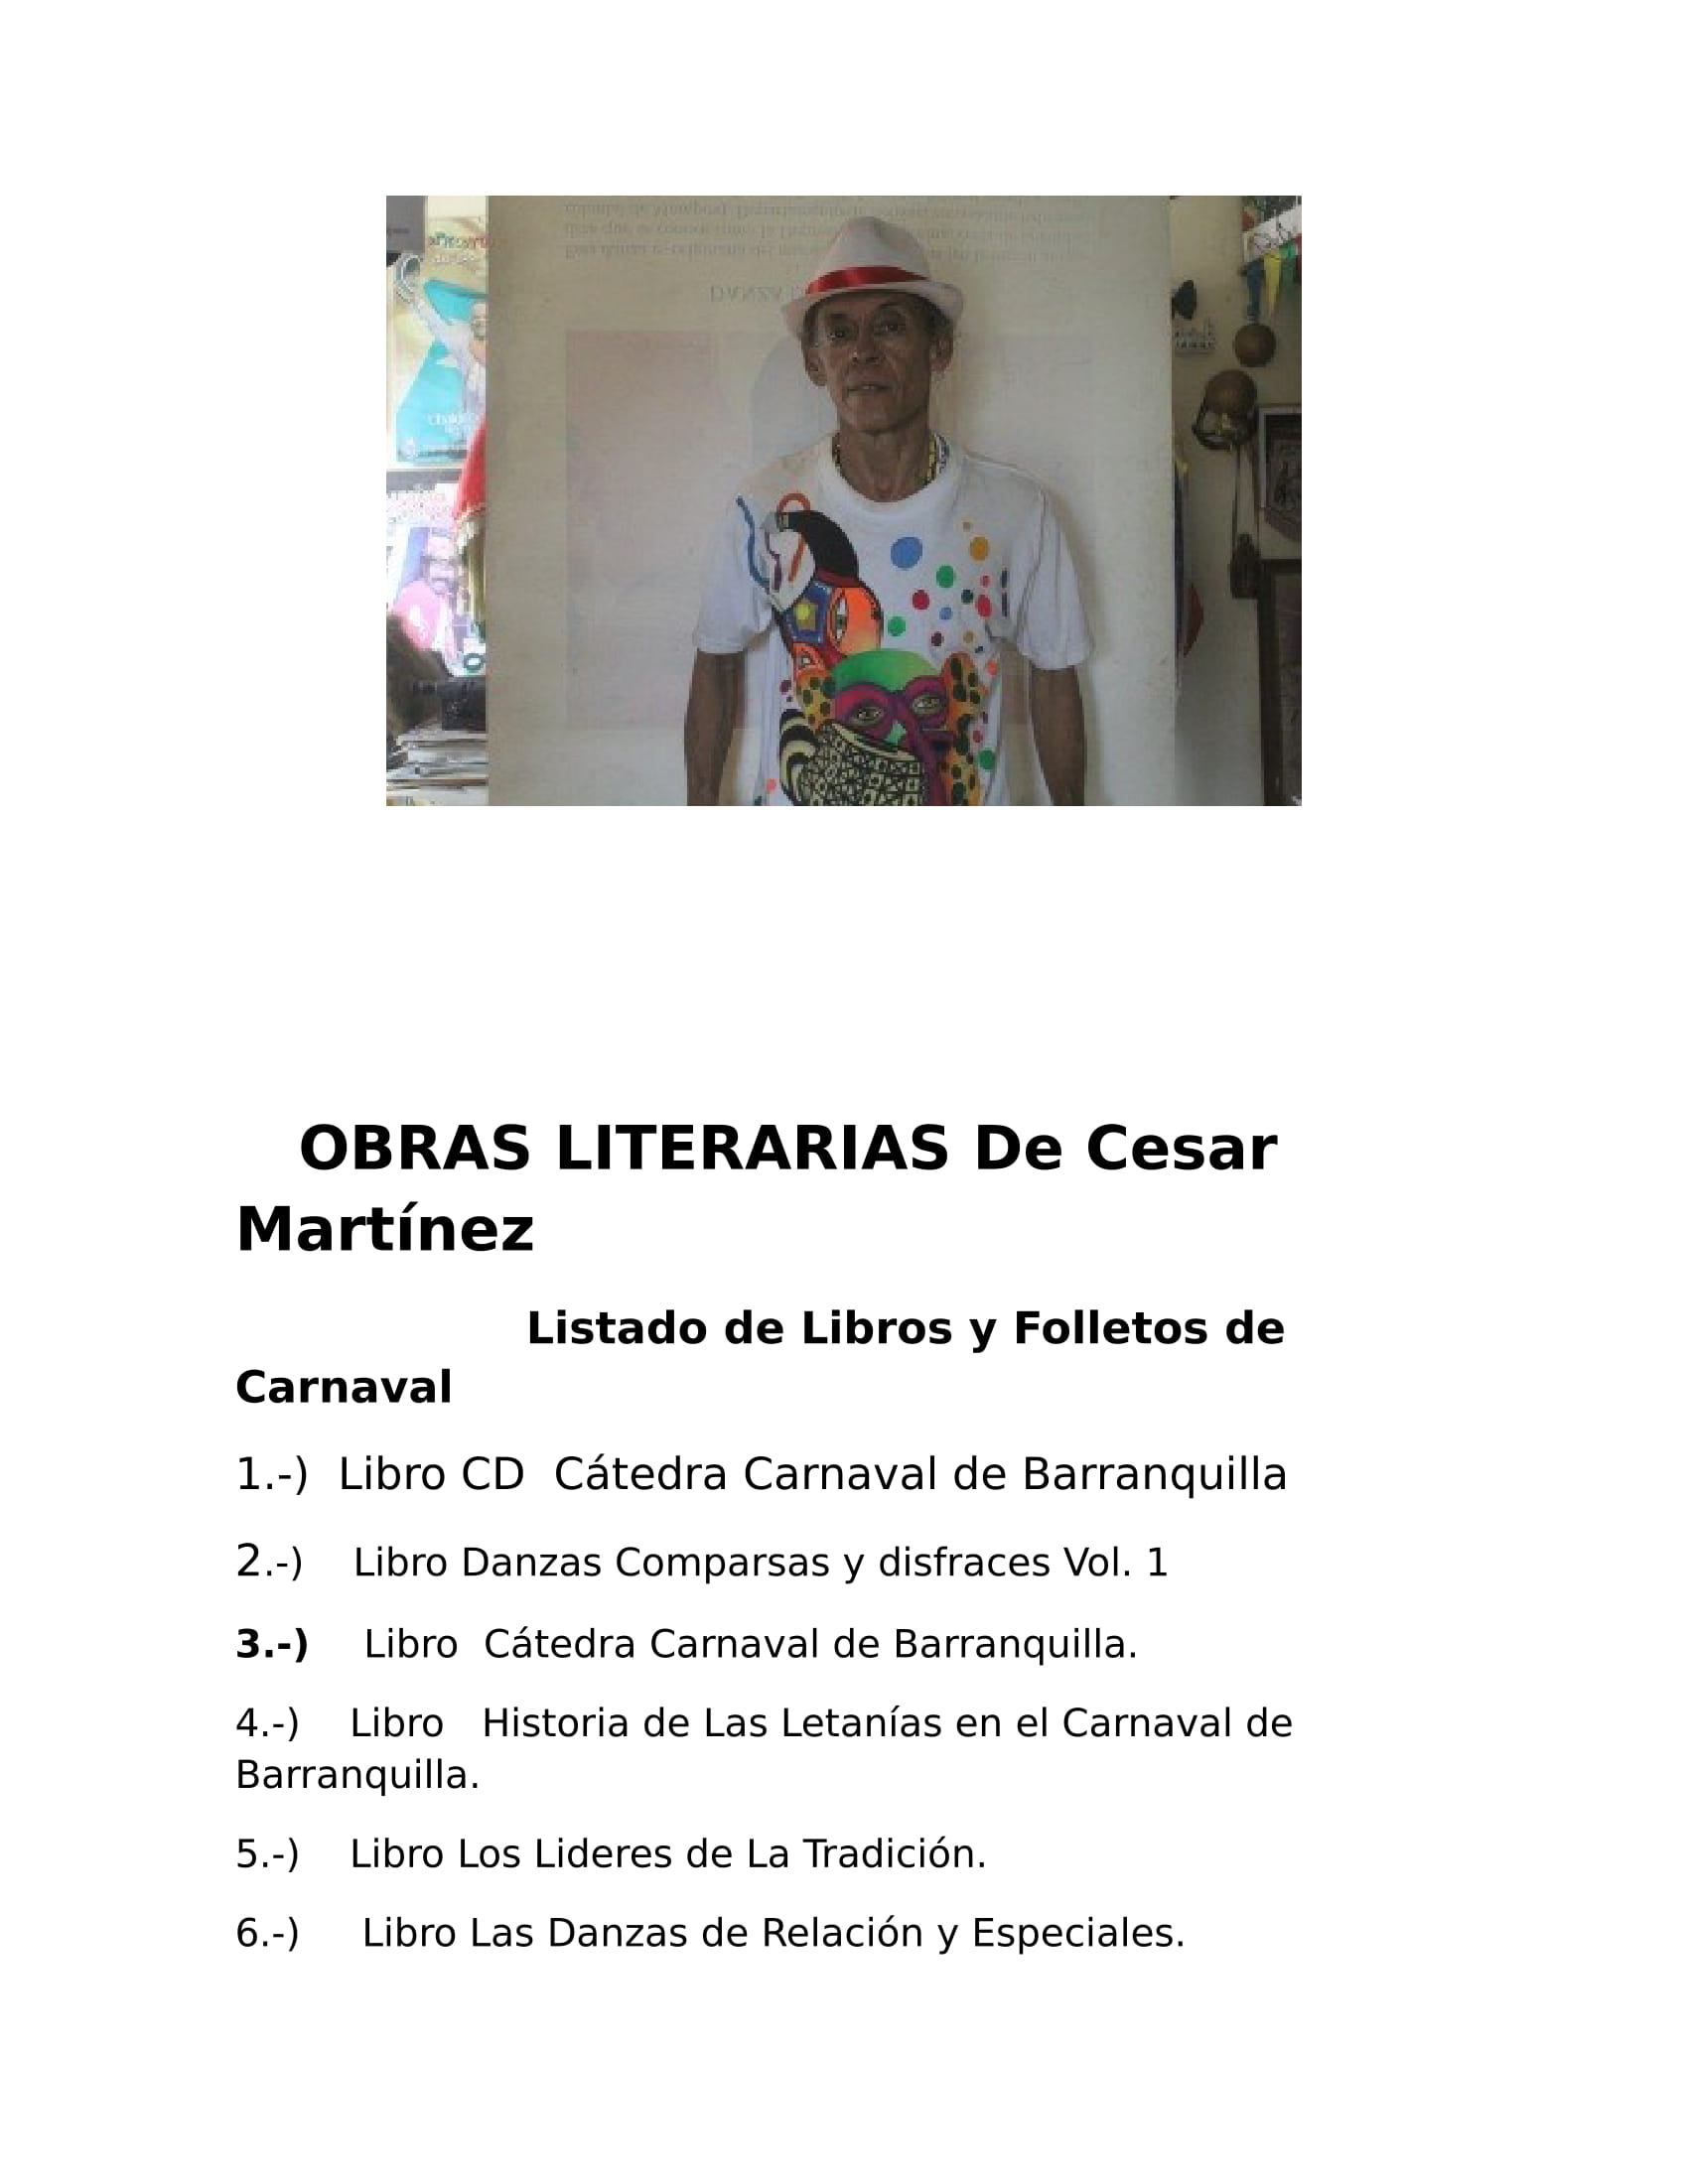 DANZA
OBRAS LITERARIAS De Cesar
Martínez
Listado de Libros y Folletos de
Carnaval
1.-) Libro CD Cátedra Carnaval de Barranquilla
2.-) Libro Danzas Comparsas y disfraces Vol. 1
3.-) Libro Cátedra Carnaval de Barranquilla.
4.-) Libro Historia de Las Letanías en el Carnaval de
Barranquilla.
5.-) Libro Los Lideres de La Tradición.
6.-) Libro Las Danzas de Relación y Especiales.